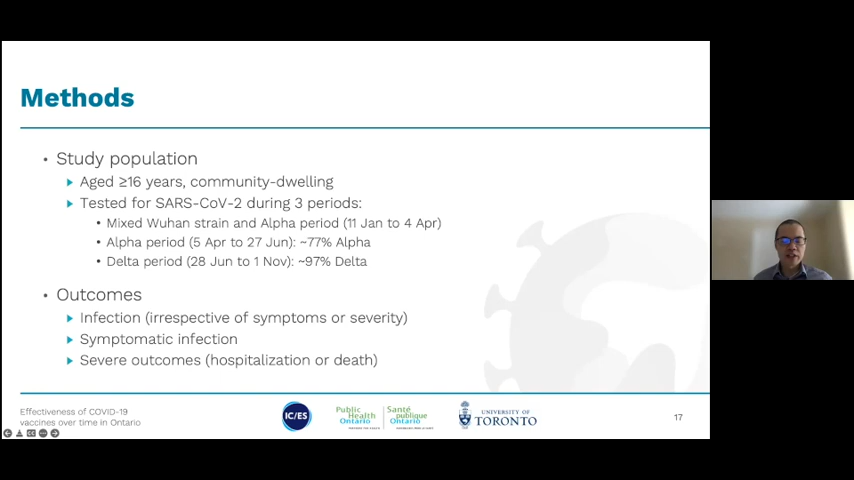 Methods
• Study population
Aged ≥16 years, community-dwelling
Tested for SARS-CoV-2 during 3 periods:
• Mixed Wuhan strain and Alpha period (11 Jan to 4 Apr)
• Alpha period (5 Apr to 27 Jun): ~77% Alpha
• Delta period (28 Jun to 1 Nov): ~97% Delta
• Outcomes
Infection (irrespective of symptoms or severity)
Symptomatic infection
Severe outcomes (hospitalization or death)
Effectiveness of COVID-19
vaccines over time in Ontario
IC/ES
Public
Health
Ontario
Santé
publique
Ontario
UNIVERSITY OF
TORONTO
17